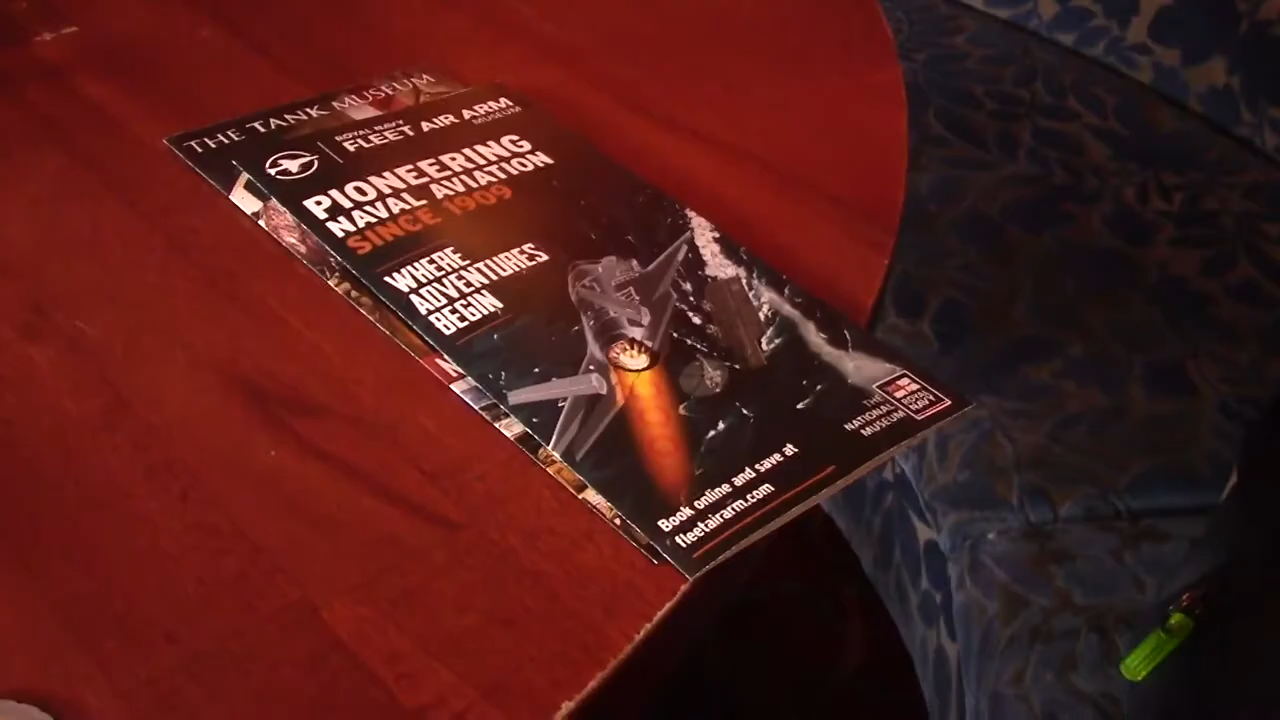 THE TANK MUSEUM
ROYAL NAVY
FLEET AIR ARM
MUSEUM
PIONEERING
NAVAL AVIATION
SINCE 1909
WHERE
ADVENTURES
BEGIN
THE
NATIONAL
MUSEUM
ROYAL
NAVY
Book online and save at
fleetairarm.com